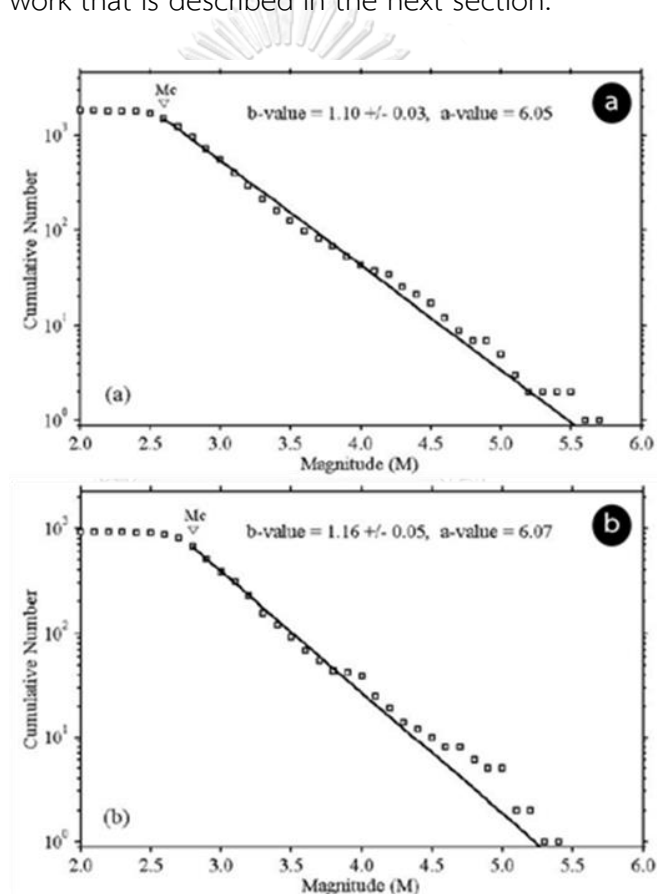 work that is described in the next section.
Mc
b-value = 1.10 +/- 0.03, a-value = 6.05
a
10³
10²
10¹
10⁰
Cumulative Number
(a)
2.0 2.5 3.0 3.5 4.0 4.5 5.0 5.5 6.0
Magnitude (M)
Mc
b-value = 1.16 +/- 0.05, a-value = 6.07
b
10³
10²
10¹
10⁰
Cumulative Number
(b)
2.0 2.5 3.0 3.5 4.0 4.5 5.0 5.5 6.0
Magnitude (M)